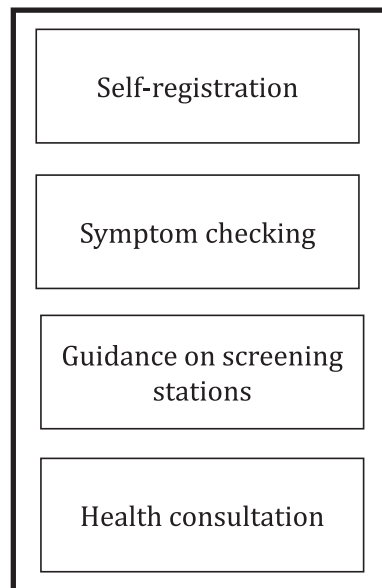 Self-registration
Symptom checking
Guidance on screening
stations
Health consultation